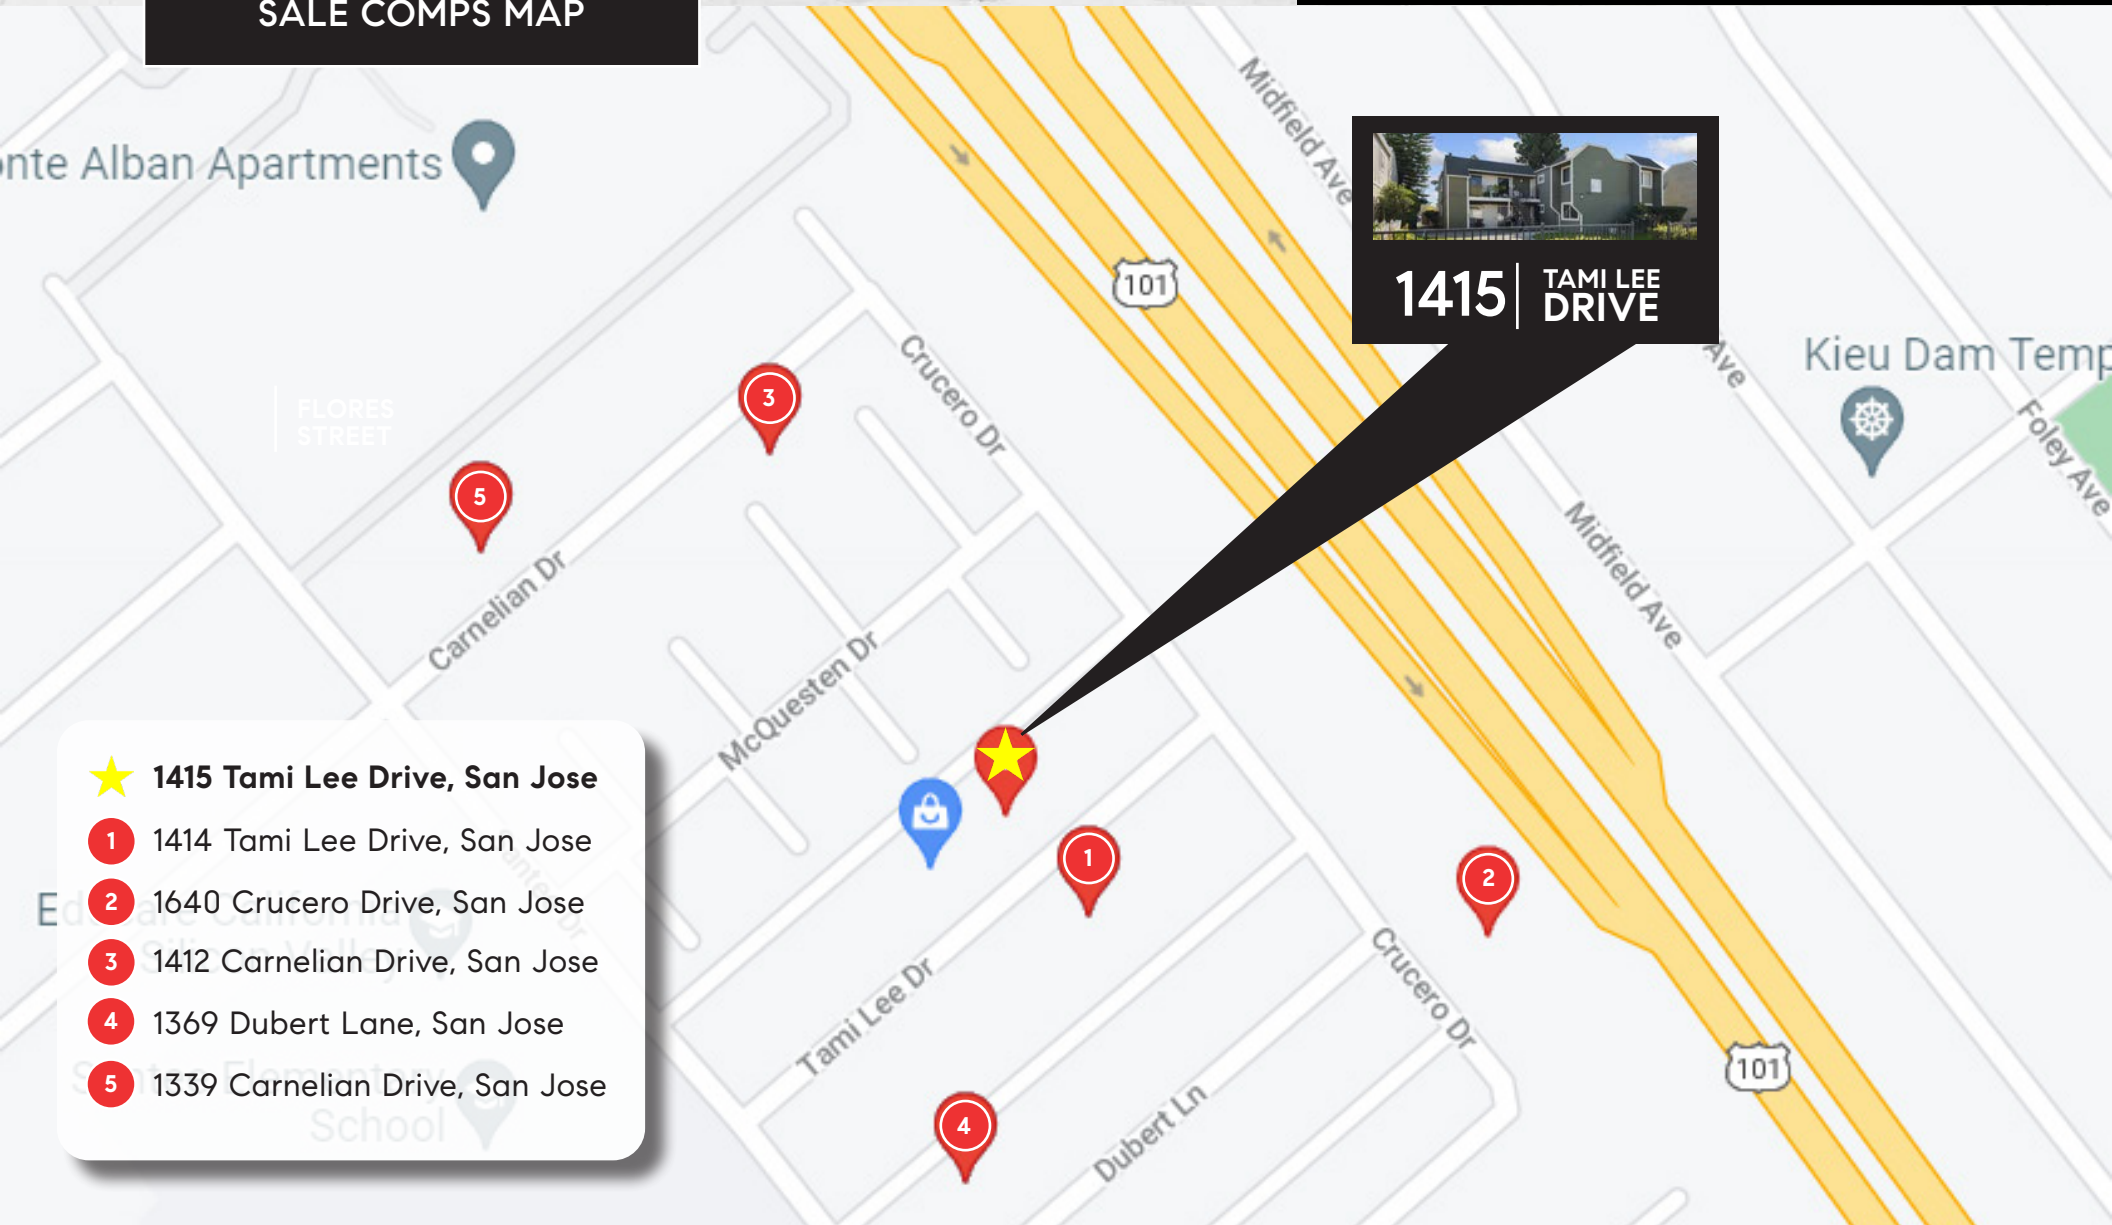 SALE COMPS MAP
Midfield Ave
nte Alban Apartments
101
1415
TAMI LEE
DRIVE
Crucero Dr
Ave
Kieu Dam Temp
3
FLORES
STREET
Foley Ave
5
Carnelian Dr
Midfield Ave
McQuesten Dr
1415 Tami Lee Drive, San Jose
1 1414 Tami Lee Drive, San Jose
2 1640 Crucero Drive, San Jose
3 1412 Carnelian Drive, San Jose
4 1369 Dubert Lane, San Jose
5 1339 Carnelian Drive, San Jose
School
1
2
Tami Lee Dr
Crucero Dr
101
4
Dubert Ln